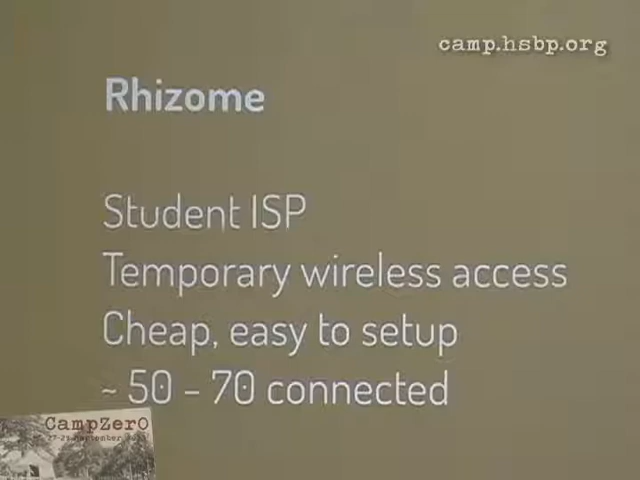 camp.hsbp.org
Rhizome
Student ISP
Temporary wireless access
Cheap, easy to setup
~ 50 - 70 connected
CampZer0